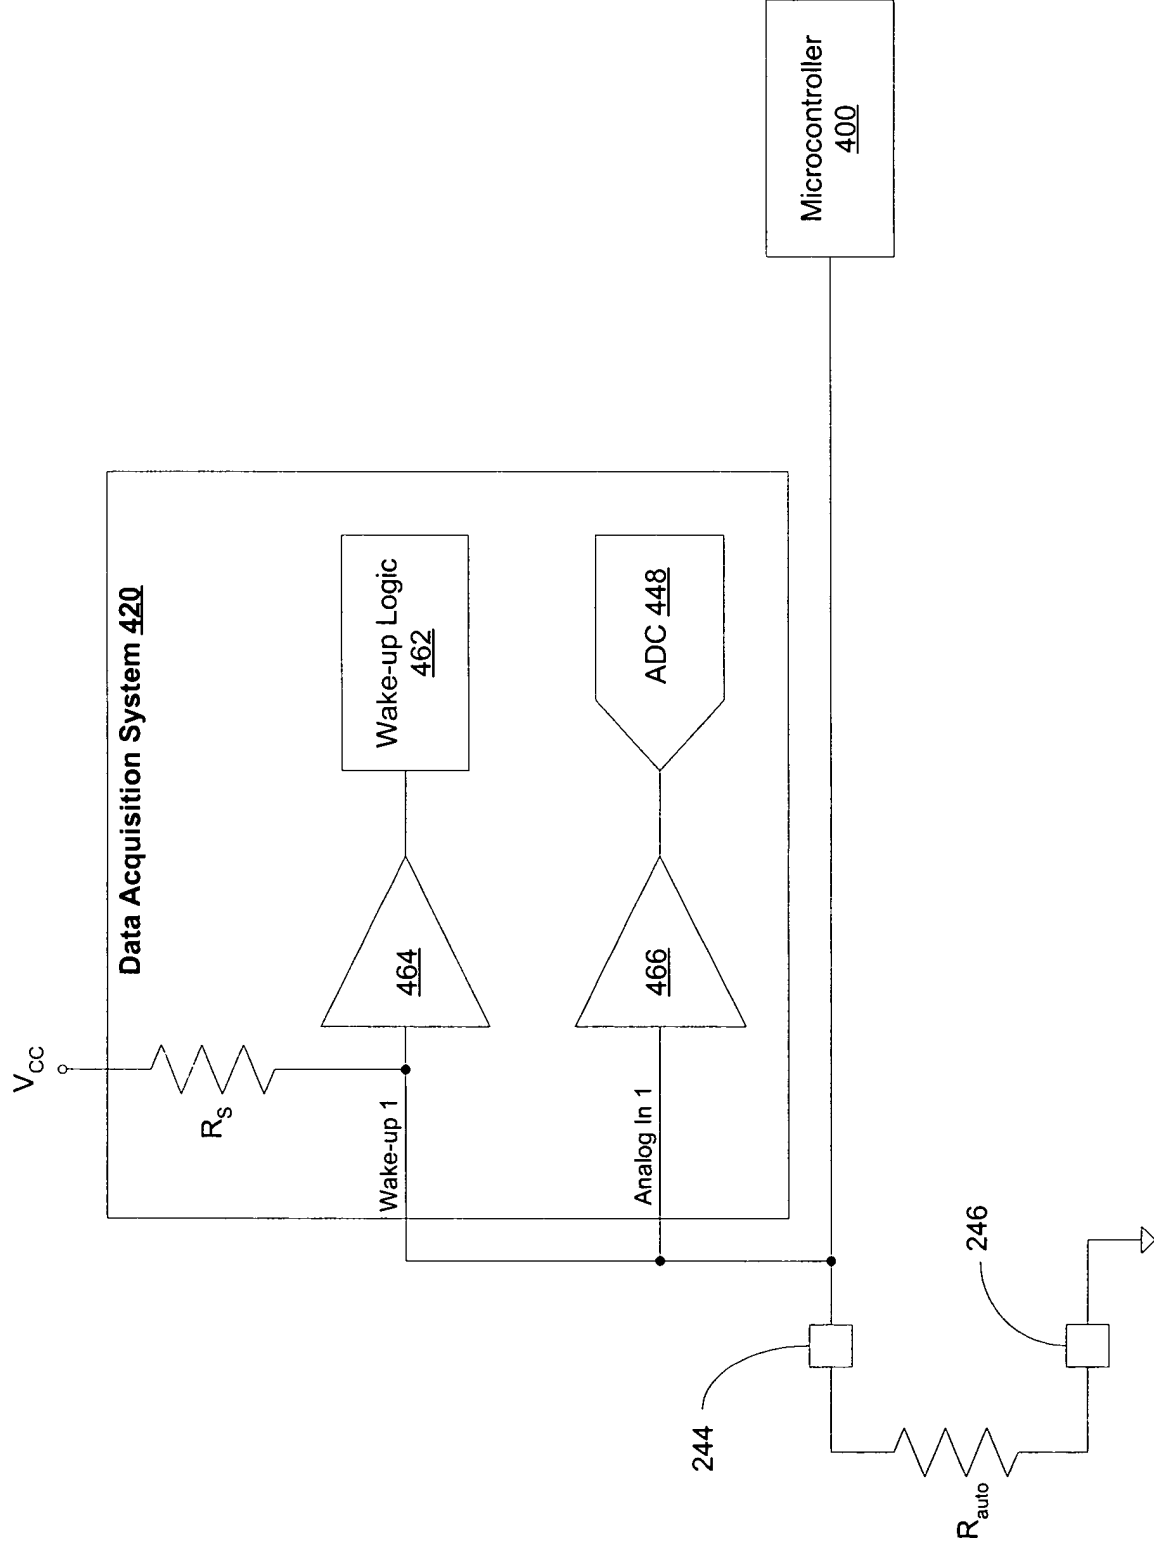 V_CC
Data Acquisition System 420
R_S
Wake-up 1
464
Wake-up Logic
462
Analog In 1
466
ADC 448
Microcontroller
400
244
246
R_auto